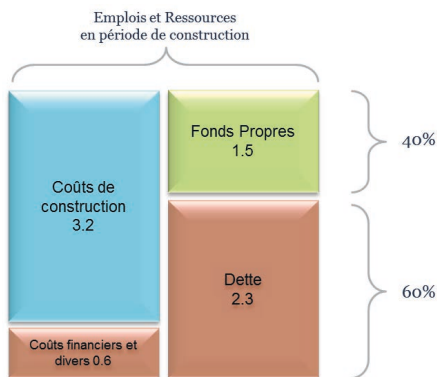 Emplois et Ressources
en période de construction
Fonds Propres
1.5
40%
Coûts de
construction
3.2
Dette
2.3
60%
Coûts financiers et
divers 0.6